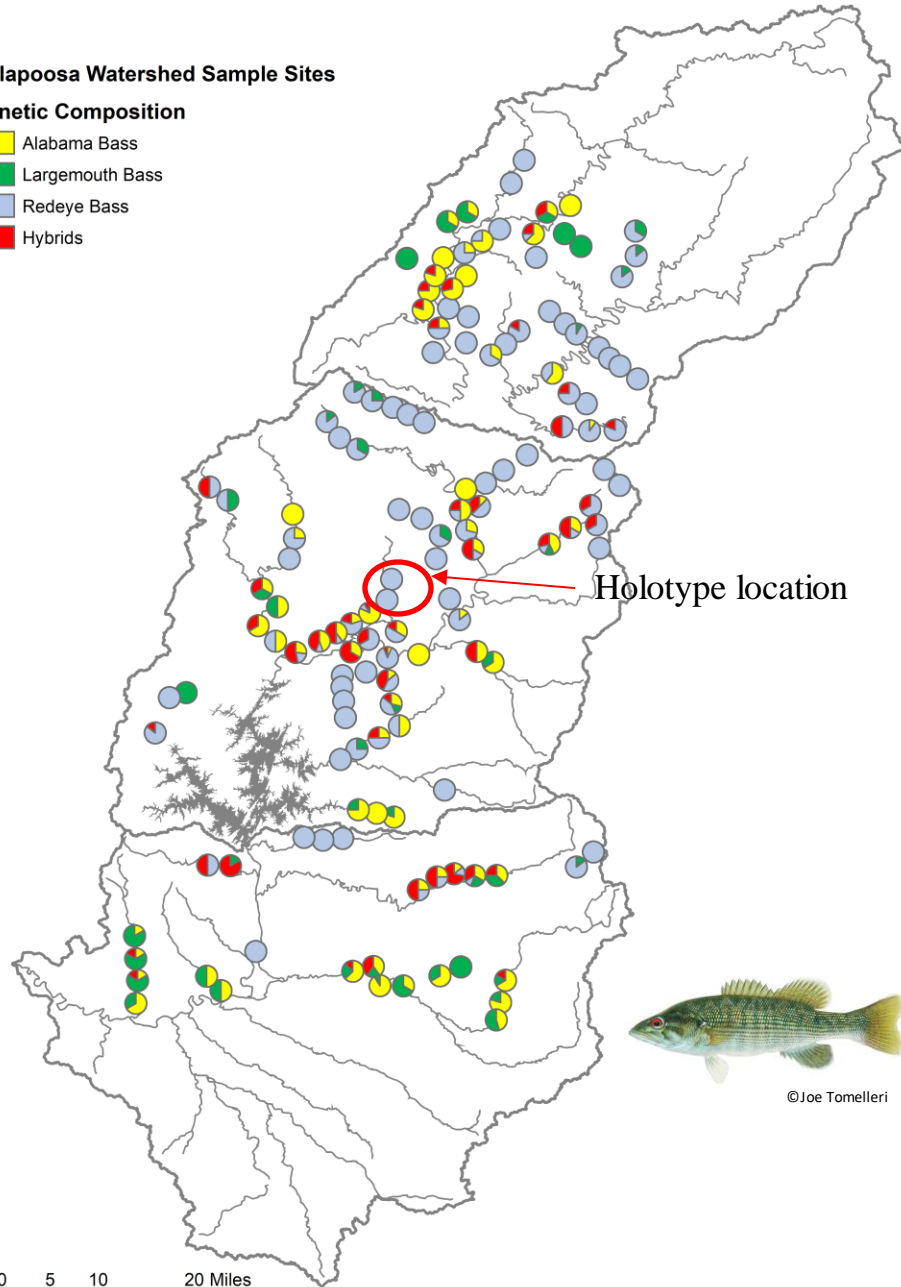 lapoosa Watershed Sample Sites
netic Composition
Alabama Bass
Largemouth Bass
Redeye Bass
Hybrids
Holotype location
©Joe Tomelleri
0 5 10 20 Miles